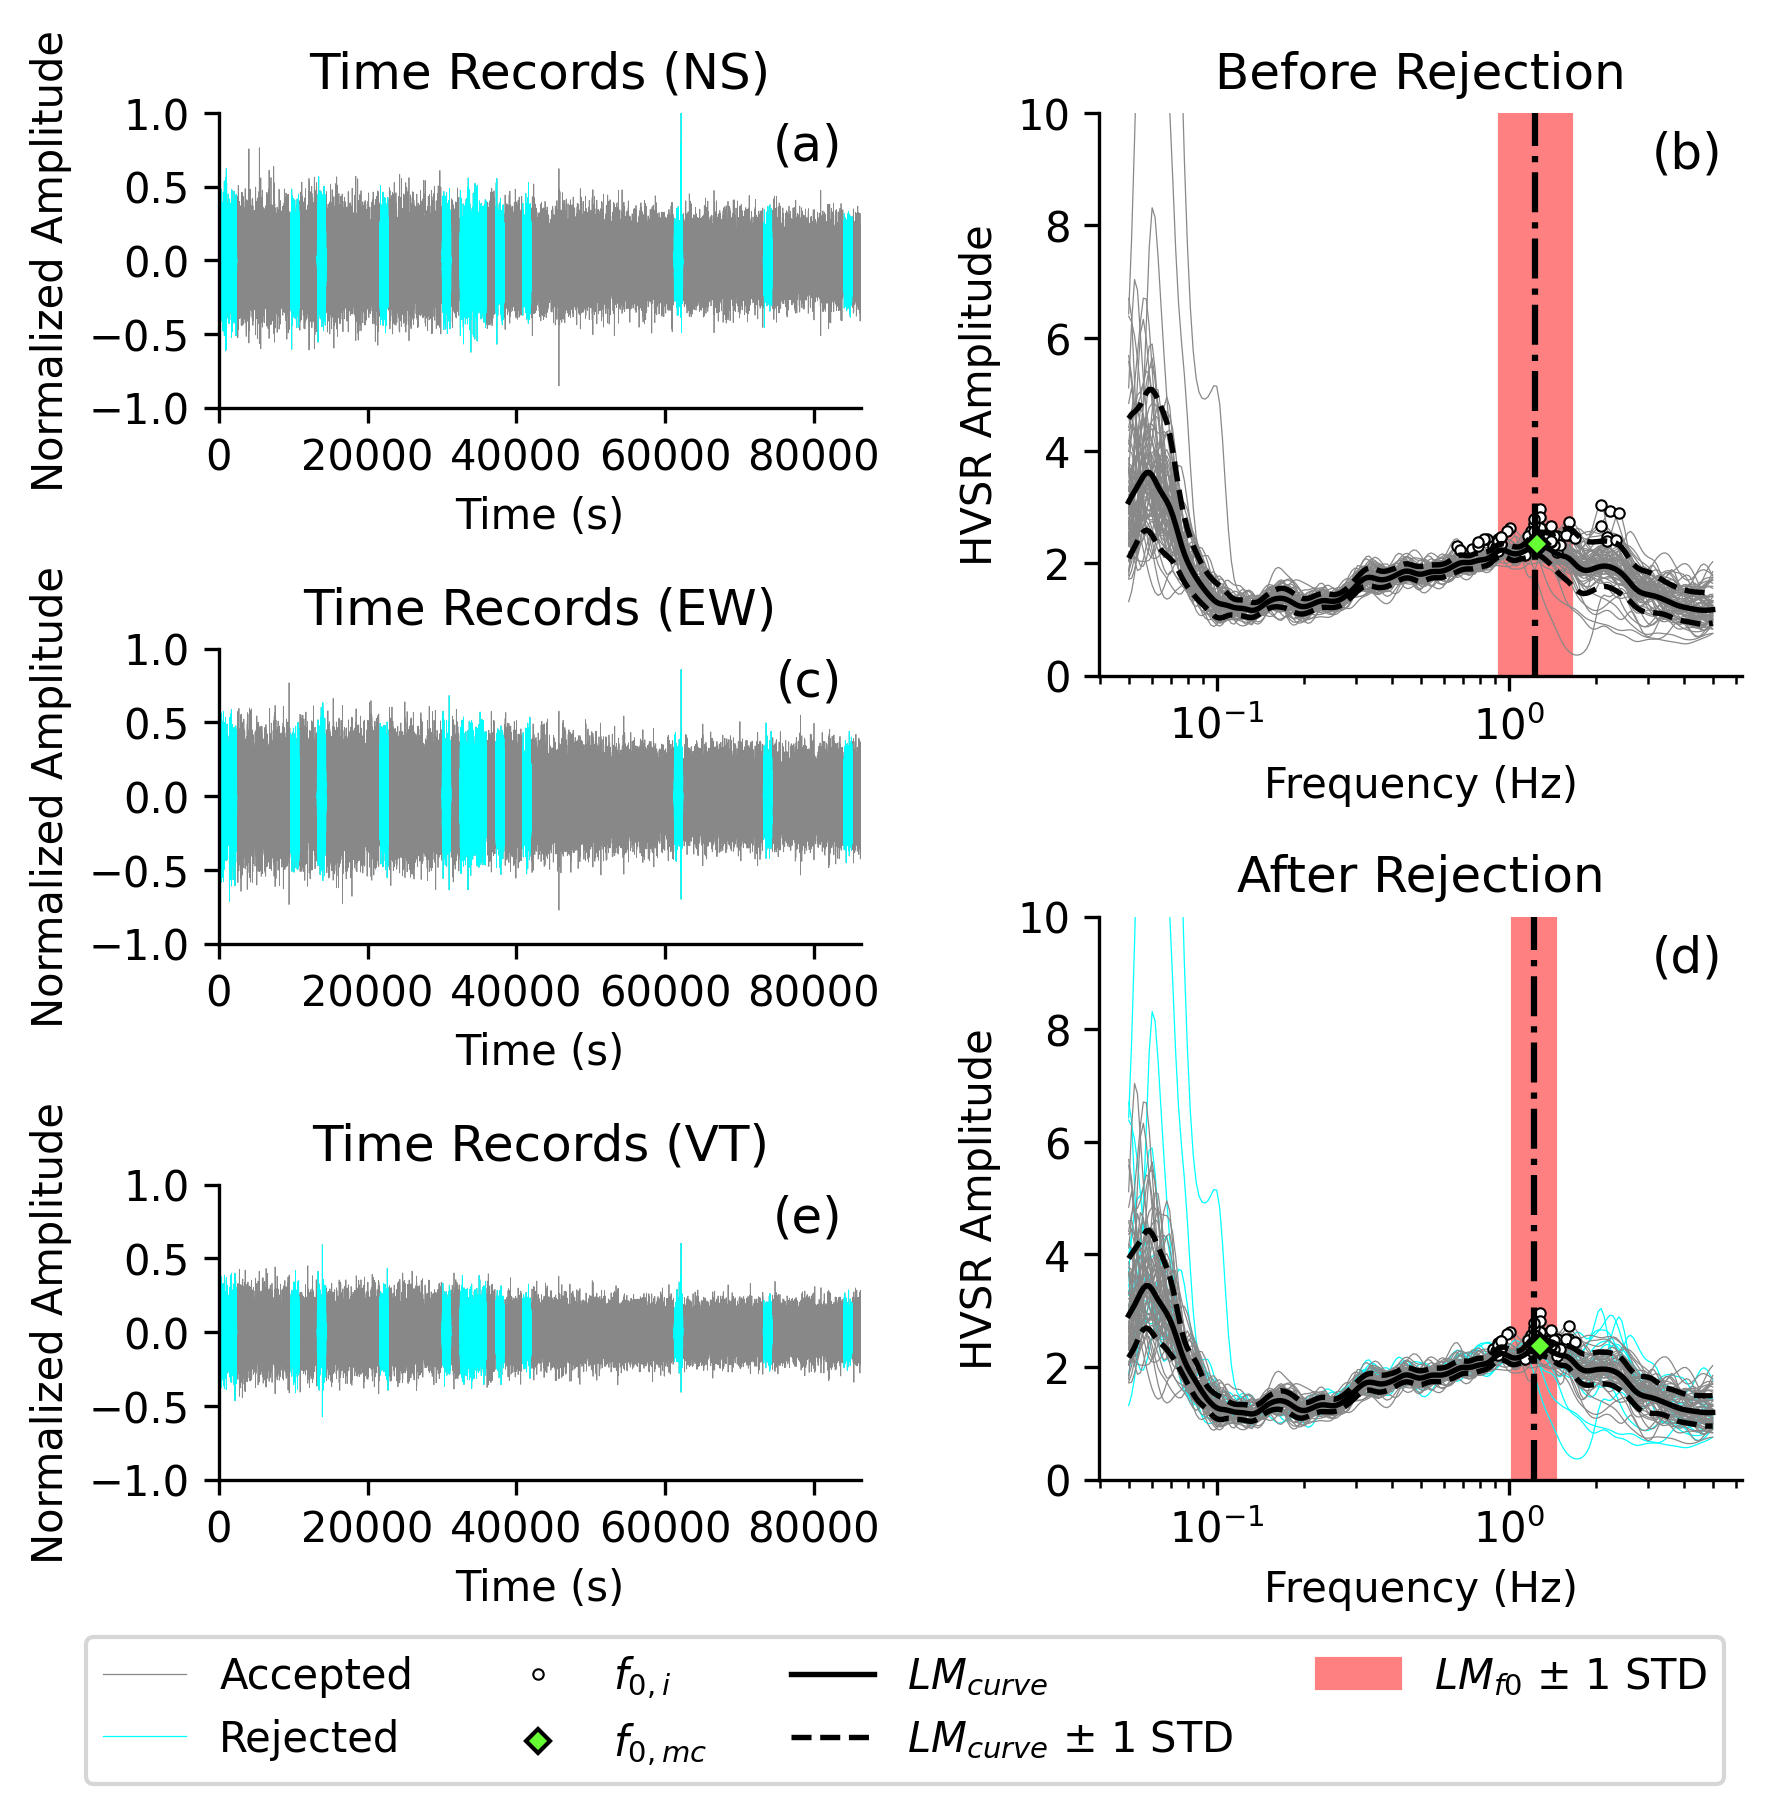 Time Records (NS)
Normalized Amplitude
1.0
0.5
0.0
−0.5
−1.0
(a)
0 20000 40000 60000 80000
Time (s)
Before Rejection
HVSR Amplitude
10
8
6
4
2
0
(b)
10⁻¹ 10⁰
Frequency (Hz)
Time Records (EW)
Normalized Amplitude
1.0
0.5
0.0
−0.5
−1.0
(c)
0 20000 40000 60000 80000
Time (s)
After Rejection
HVSR Amplitude
10
8
6
4
2
0
(d)
10⁻¹ 10⁰
Frequency (Hz)
Time Records (VT)
Normalized Amplitude
1.0
0.5
0.0
−0.5
−1.0
(e)
0 20000 40000 60000 80000
Time (s)
Accepted
Rejected
f0,i
f0,mc
LMcurve
LMcurve ± 1 STD
LMf0 ± 1 STD